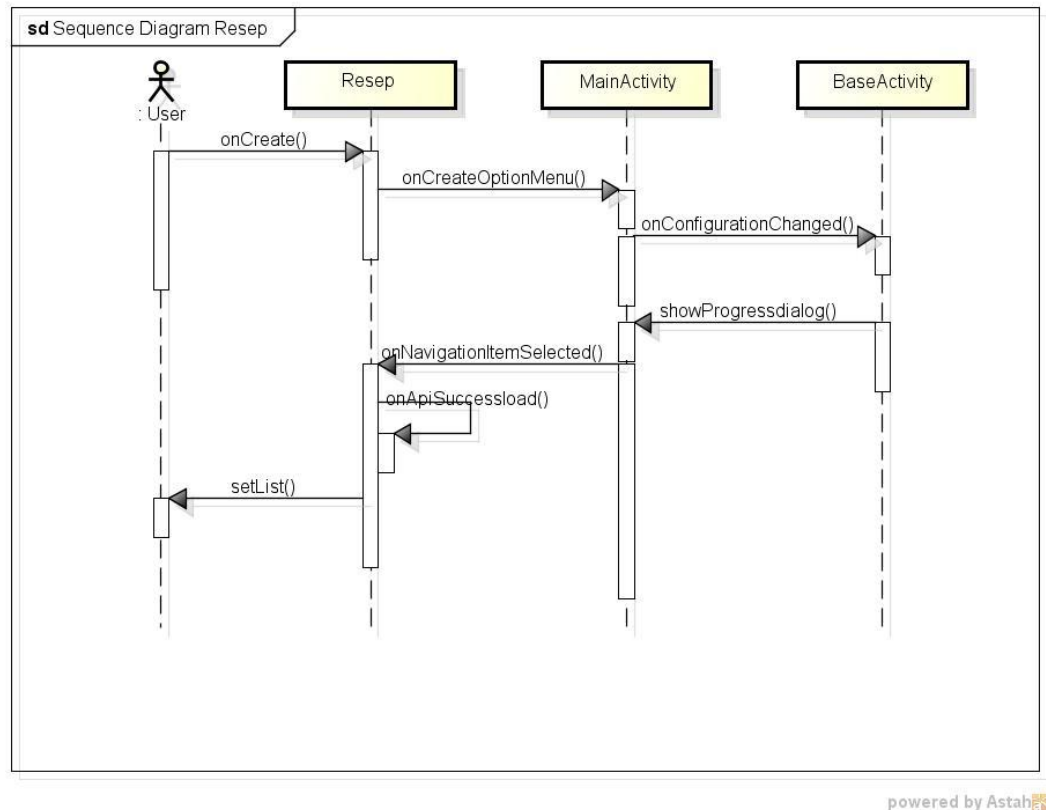 sd Sequence Diagram Resep
: User
Resep
MainActivity
BaseActivity
onCreate()
onCreateOptionMenu()
onConfigurationChanged()
showProgressdialog()
onNavigationItemSelected()
onApiSuccessload()
setList()
powered by Astah